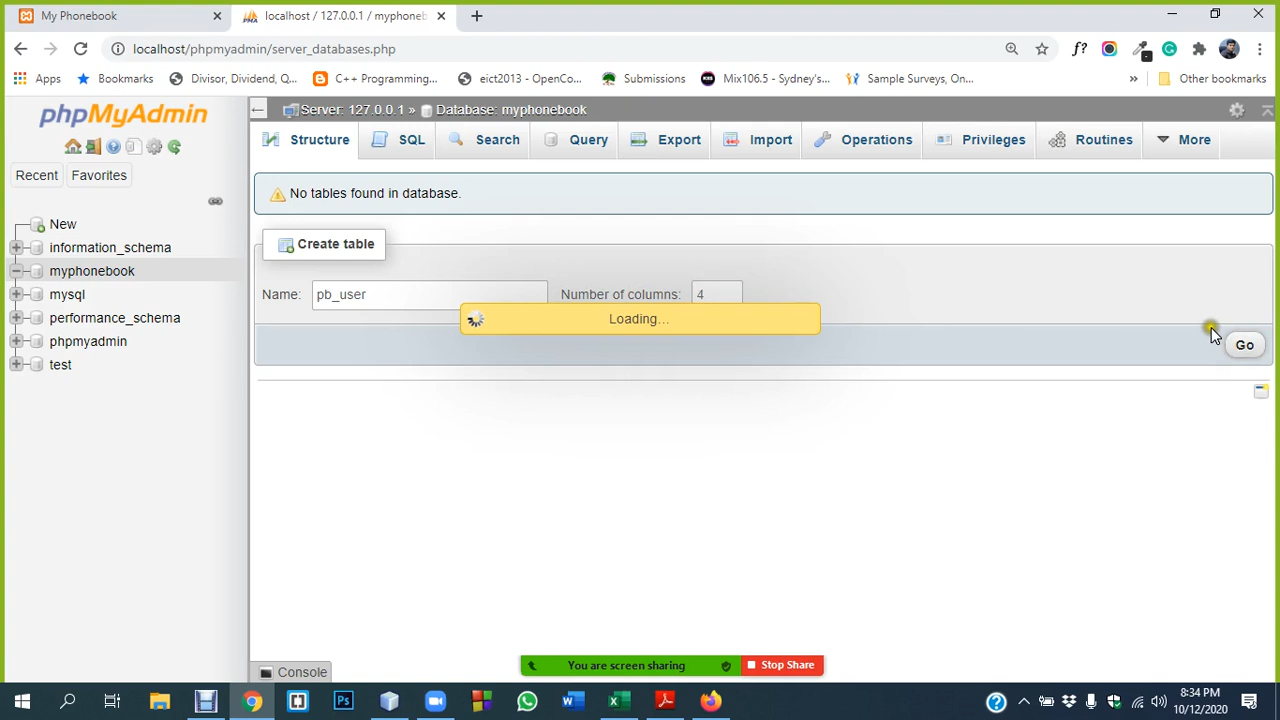 My Phonebook
localhost / 127.0.0.1 / myphoneb
localhost/phpmyadmin/server_databases.php
Apps
Bookmarks
Divisor, Dividend, Q...
C++ Programming...
eict2013 - OpenCo...
Submissions
Mix106.5 - Sydney's...
Sample Surveys, On...
»
Other bookmarks
phpMyAdmin
Server: 127.0.0.1 » Database: myphonebook
Structure
SQL
Search
Query
Export
Import
Operations
Privileges
Routines
More
Recent
Favorites
New
information_schema
myphonebook
mysql
performance_schema
phpmyadmin
test
No tables found in database.
Create table
Name: pb_user
Number of columns: 4
Loading...
Go
Console
You are screen sharing
Stop Share
8:34 PM
10/12/2020